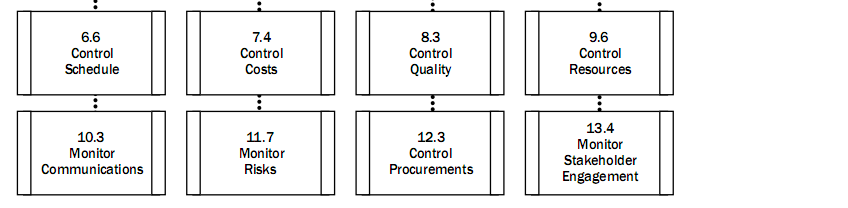 6.6
Control
Schedule
7.4
Control
Costs
8.3
Control
Quality
9.6
Control
Resources
10.3
Monitor
Communications
11.7
Monitor
Risks
12.3
Control
Procurements
13.4
Monitor
Stakeholder
Engagement